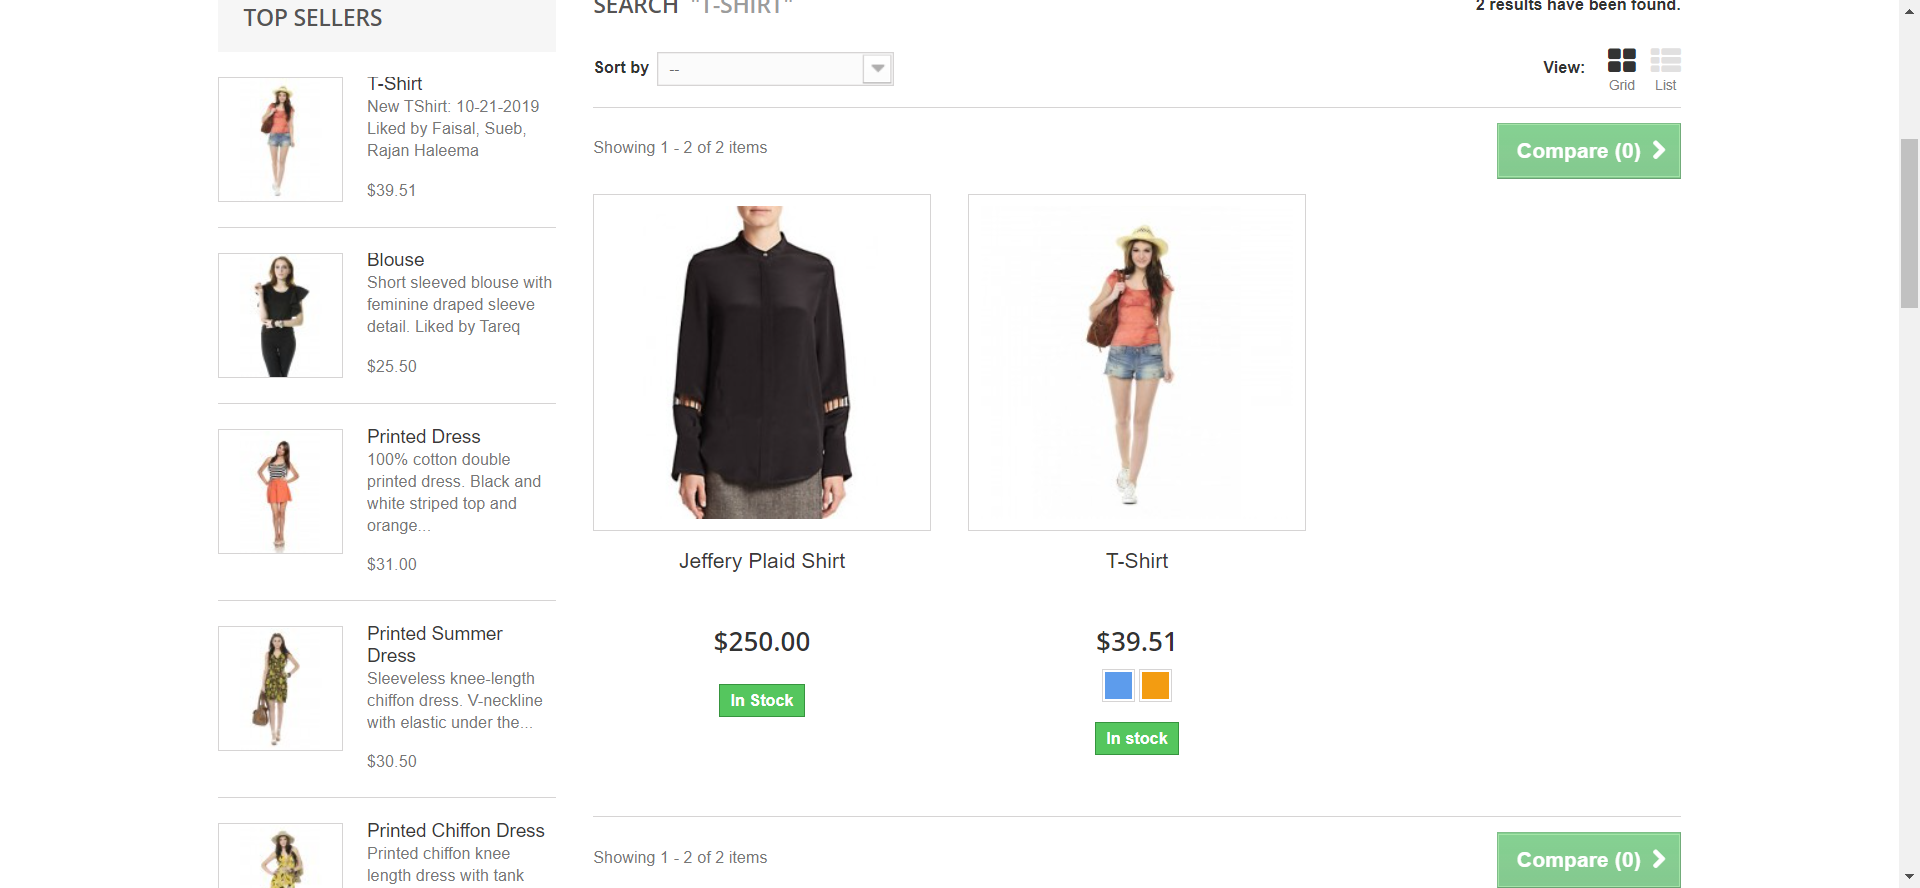 TOP SELLERS
T-Shirt
New TShirt: 10-21-2019
Liked by Faisal, Sueb,
Rajan Haleema
$39.51
Blouse
Short sleeved blouse with
feminine draped sleeve
detail. Liked by Tareq
$25.50
Printed Dress
100% cotton double
printed dress. Black and
white striped top and
orange...
$31.00
Printed Summer
Dress
Sleeveless knee-length
chiffon dress. V-neckline
with elastic under the...
$30.50
Printed Chiffon Dress
Printed chiffon knee
length dress with tank
SEARCH "T-SHIRT"
2 results have been found.
Sort by --
View:
Grid
List
Showing 1 - 2 of 2 items
Compare (0)
Jeffery Plaid Shirt
$250.00
In Stock
T-Shirt
$39.51
In stock
Showing 1 - 2 of 2 items
Compare (0)